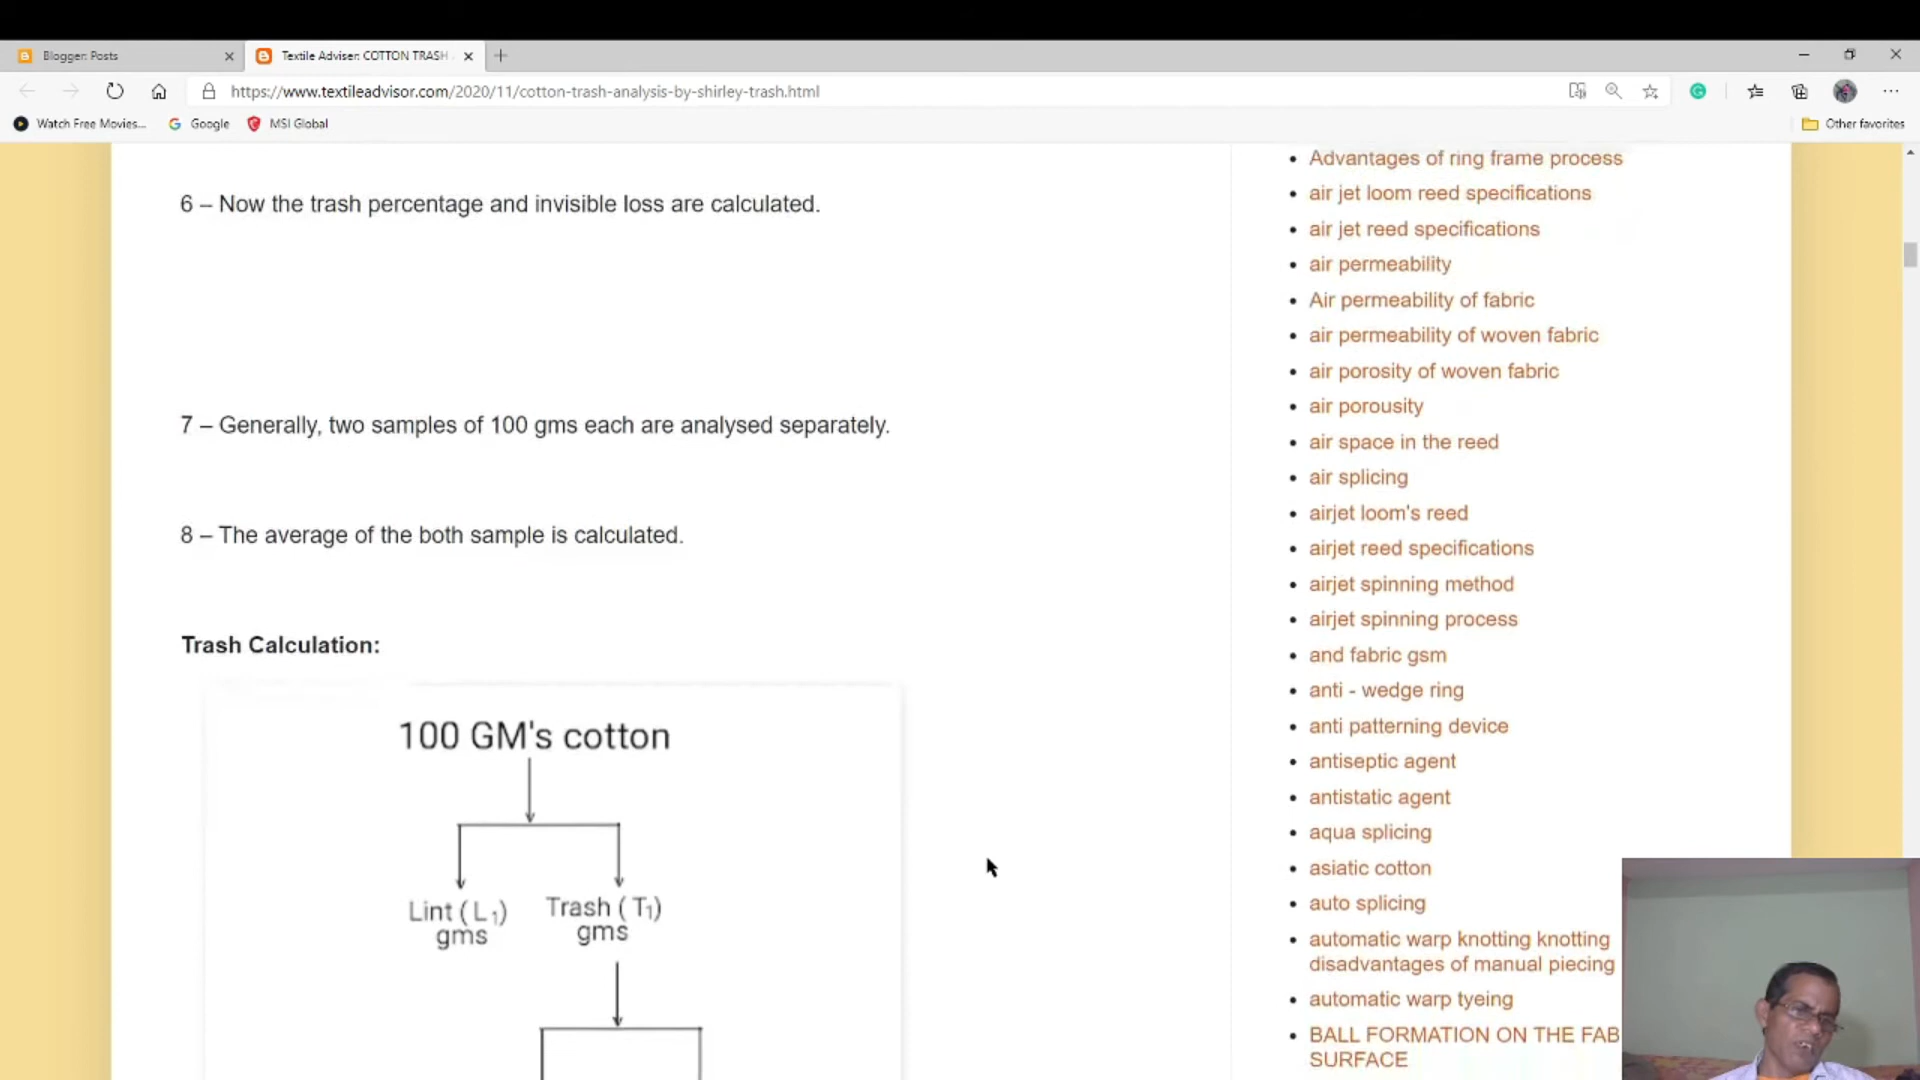 Blogger: Posts
Textile Adviser: COTTON TRASH
https://www.textileadvisor.com/2020/11/cotton-trash-analysis-by-shirley-trash.html
Watch Free Movies...
Google
MSI Global
Other favorites
6 – Now the trash percentage and invisible loss are calculated.
7 – Generally, two samples of 100 gms each are analysed separately.
8 – The average of the both sample is calculated.
Trash Calculation:
100 GM's cotton
Lint (L1)
gms
Trash (T1)
gms
Advantages of ring frame process
air jet loom reed specifications
air jet reed specifications
air permeability
Air permeability of fabric
air permeability of woven fabric
air porosity of woven fabric
air porousity
air space in the reed
air splicing
airjet loom's reed
airjet reed specifications
airjet spinning method
airjet spinning process
and fabric gsm
anti - wedge ring
anti patterning device
antiseptic agent
antistatic agent
aqua splicing
asiatic cotton
auto splicing
automatic warp knotting knotting
disadvantages of manual piecing
automatic warp tyeing
BALL FORMATION ON THE FAB
SURFACE